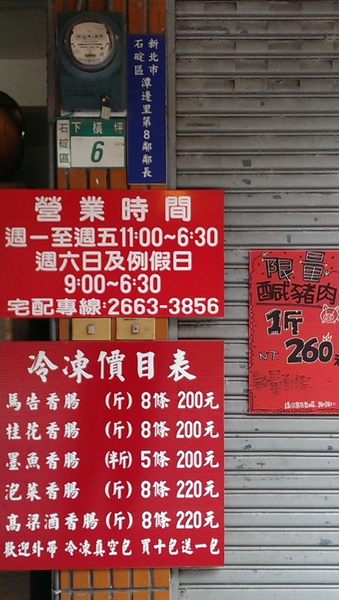 新北市石碇區
潭邊里第8鄰鄰長
石碇區
下橫坪
6
營業時間
週一至週五11:00~6:30
週六日及例假日
9:00~6:30
宅配專線:2663-3856
限量
鹹豬肉
1斤
NT 260元
冷凍價目表
馬告香腸 (斤) 8條 200元
桂花香腸 (斤) 8條 200元
墨魚香腸 (半斤) 5條 200元
泡菜香腸 (斤) 8條 220元
高粱酒香腸 (斤) 8條 220元
歡迎外帶 冷凍真空包 買十包送一包